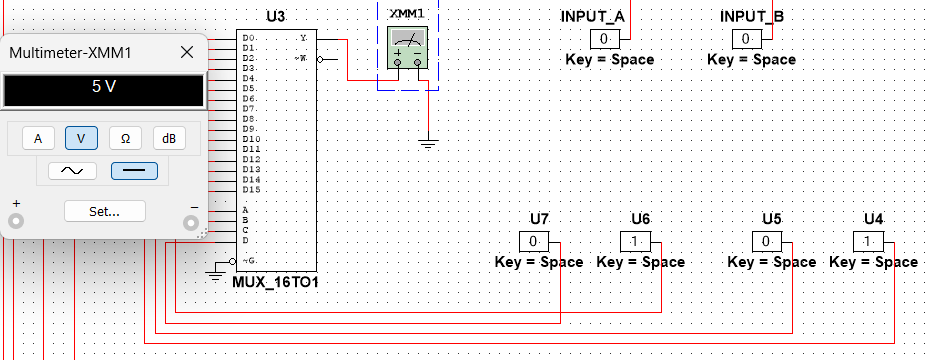 U3
XMM1
INPUT_A
INPUT_B
0
0
Key = Space
Key = Space
Multimeter-XMM1
5 V
A
V
Ω
dB
Set...
+
−
D0
D1
D2
D3
D4
D5
D6
D7
D8
D9
D10
D11
D12
D13
D14
D15
A
B
C
D
~G
Y
~W
+
-
MUX_16TO1
U7
U6
U5
U4
0
1
0
1
Key = Space
Key = Space
Key = Space
Key = Space